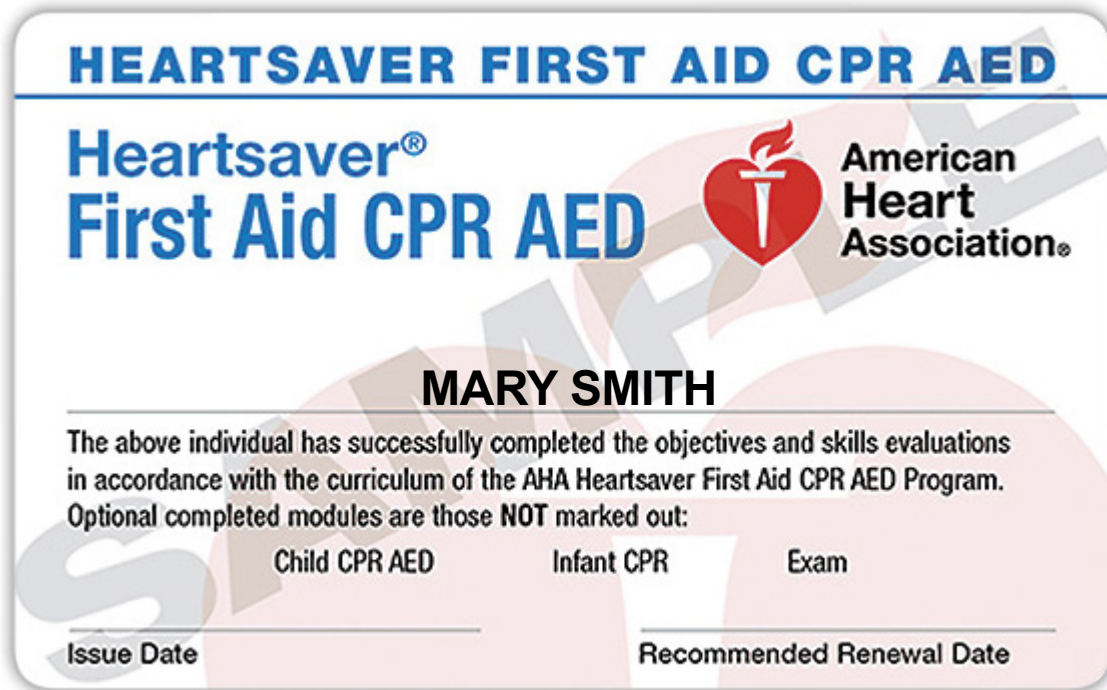 HEARTSAVER FIRST AID CPR AED
Heartsaver®
First Aid CPR AED
American
Heart
Association®
SAMPLE
MARY SMITH
The above individual has successfully completed the objectives and skills evaluations
in accordance with the curriculum of the AHA Heartsaver First Aid CPR AED Program.
Optional completed modules are those NOT marked out:
Child CPR AED Infant CPR Exam
Issue Date Recommended Renewal Date